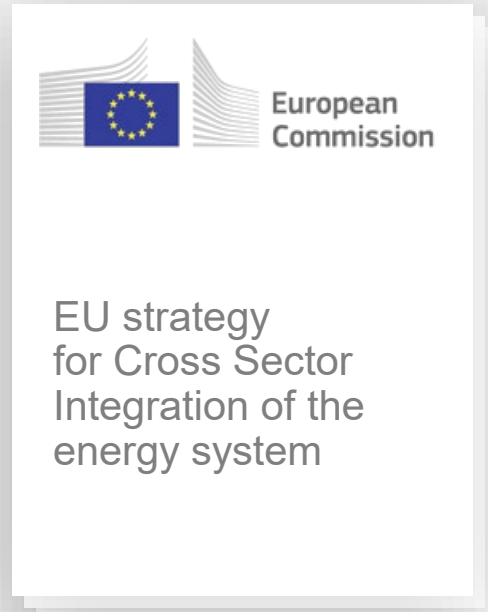 European
Commission
EU strategy
for Cross Sector
Integration of the
energy system